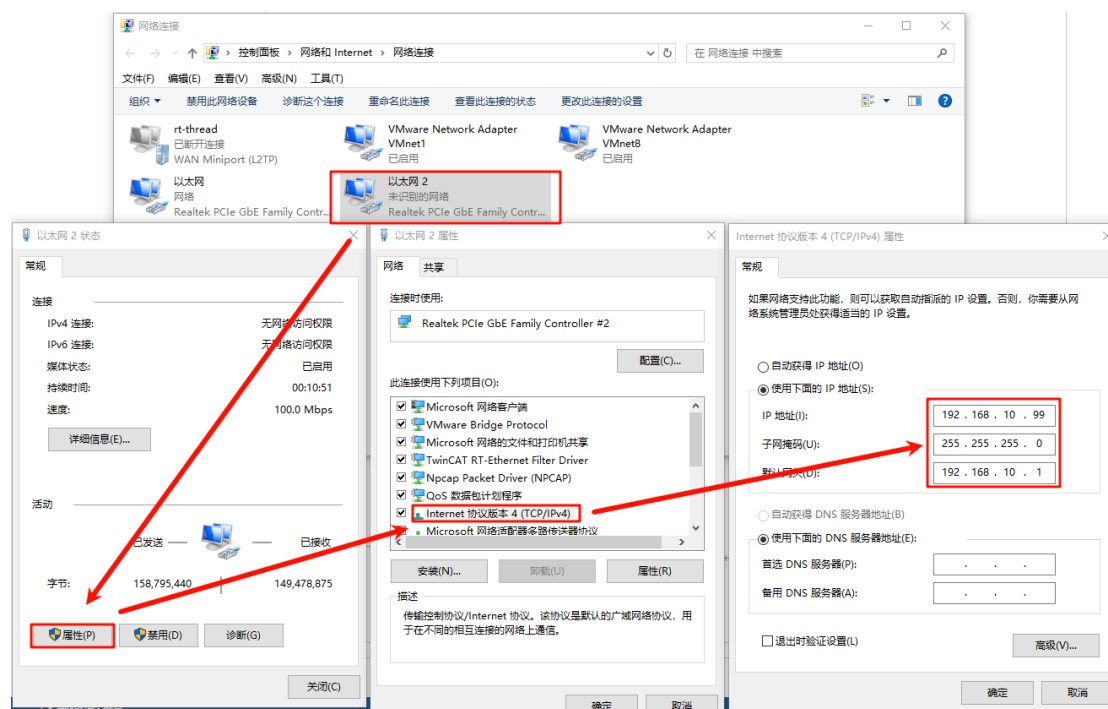 网络连接
控制面板 › 网络和 Internet › 网络连接
在 网络连接 中搜索
文件(F) 编辑(E) 查看(V) 高级(N) 工具(T)
组织 禁用此网络设备 诊断这个连接 重命名此连接 查看此连接的状态 更改此连接的设置
rt-thread
已断开连接
WAN Miniport (L2TP)
VMware Network Adapter
VMnet1
已启用
VMware Network Adapter
VMnet8
已启用
以太网
网络
Realtek PCIe GbE Family Contr...
以太网 2
未识别的网络
Realtek PCIe GbE Family Contr...
以太网 2 状态
常规
连接
IPv4 连接: 无网络访问权限
IPv6 连接: 无网络访问权限
媒体状态: 已启用
持续时间: 00:10:51
速度: 100.0 Mbps
详细信息(E)...
活动
已发送 — — 已接收
字节: 158,795,440 149,478,875
属性(P) 禁用(D) 诊断(G)
关闭(C)
以太网 2 属性
网络 共享
连接时使用:
Realtek PCIe GbE Family Controller #2
配置(C)...
此连接使用下列项目(O):
Microsoft 网络客户端
VMware Bridge Protocol
Microsoft 网络的文件和打印机共享
TwinCAT RT-Ethernet Filter Driver
Npcap Packet Driver (NPCAP)
QoS 数据包计划程序
Internet 协议版本 4 (TCP/IPv4)
Microsoft 网络适配器多路传送器协议
安装(N)... 卸载(U) 属性(R)
描述
传输控制协议/Internet 协议。该协议是默认的广域网络协议，用
于在不同的相互连接的网络上通信。
确定 取消
Internet 协议版本 4 (TCP/IPv4) 属性
常规
如果网络支持此功能，则可以获取自动指派的 IP 设置。否则，你需要从网
络系统管理员处获得适当的 IP 设置。
自动获得 IP 地址(O)
使用下面的 IP 地址(S):
IP 地址(I): 192 . 168 . 10 . 99
子网掩码(U): 255 . 255 . 255 . 0
默认网关(D): 192 . 168 . 10 . 1
自动获得 DNS 服务器地址(B)
使用下面的 DNS 服务器地址(E):
首选 DNS 服务器(P): . . .
备用 DNS 服务器(A): . . .
退出时验证设置(L)
高级(V)...
确定 取消